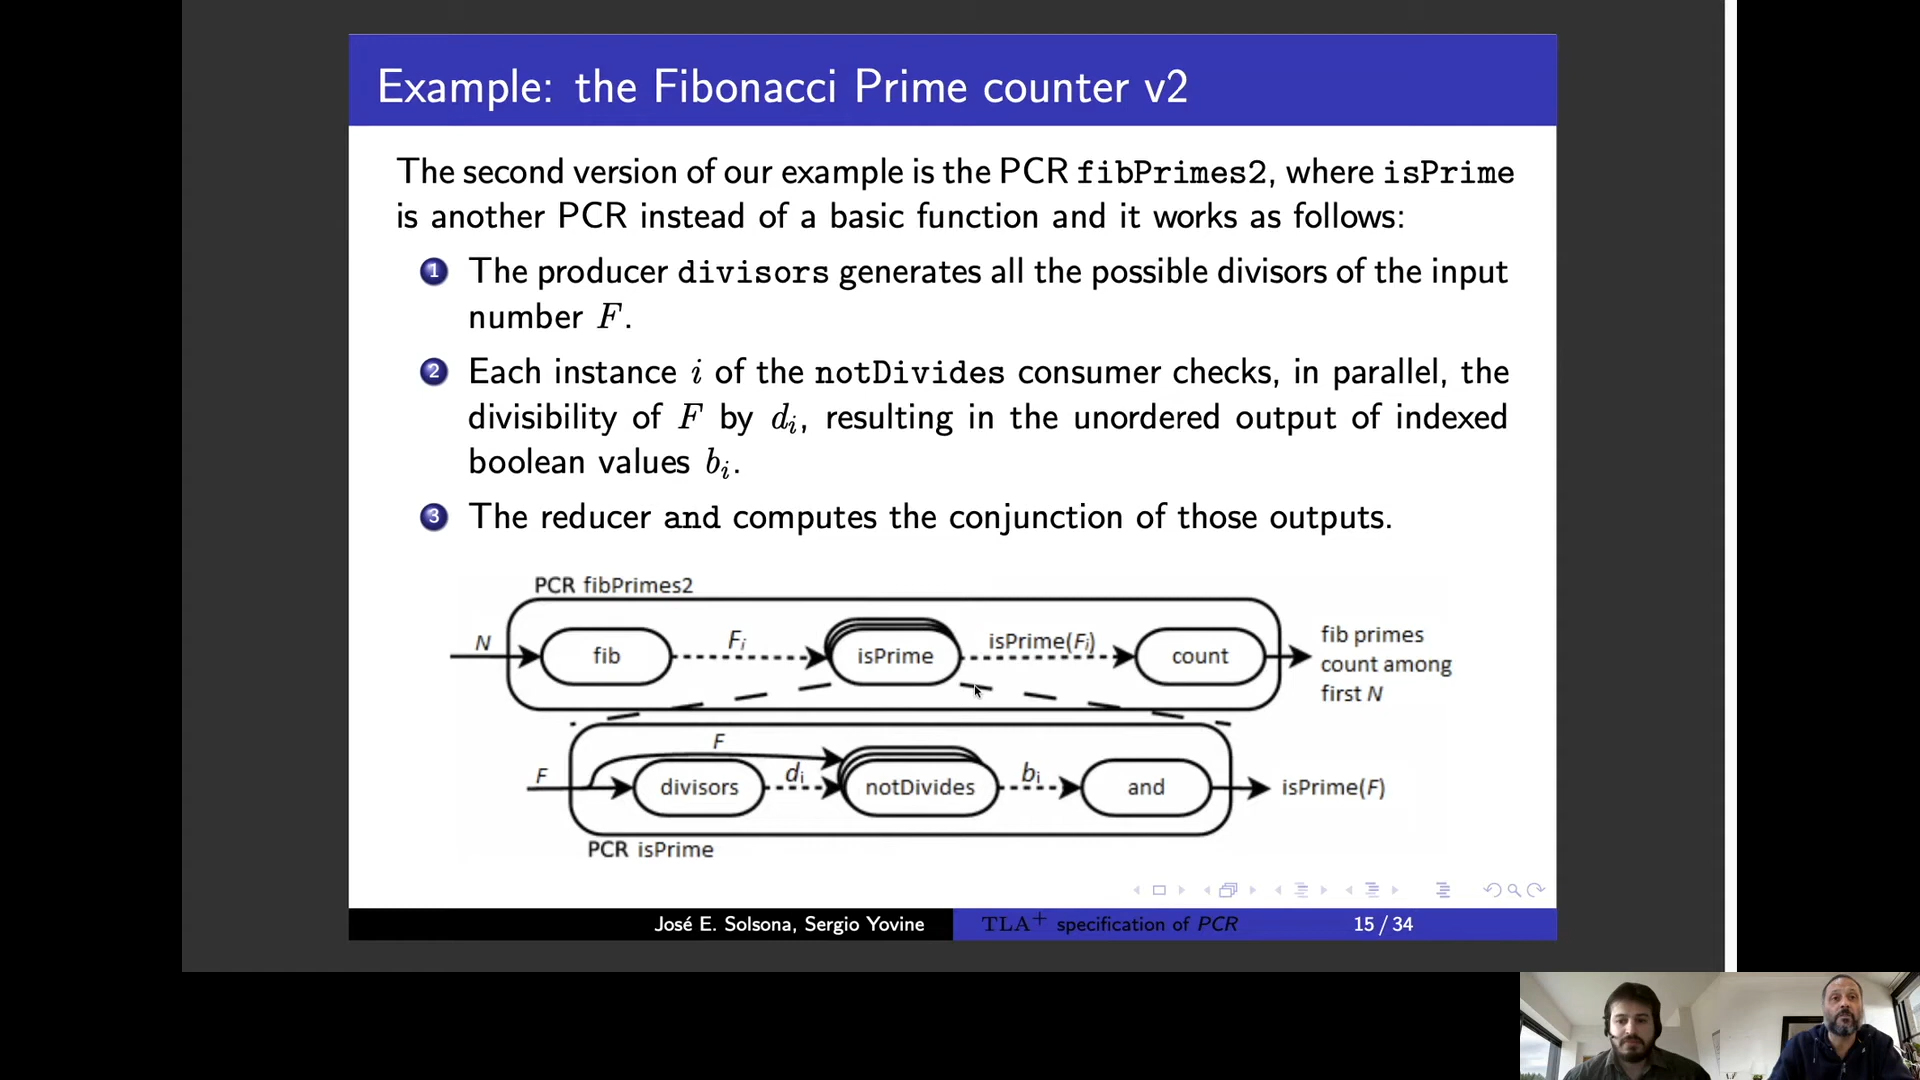 Example: the Fibonacci Prime counter v2
The second version of our example is the PCR fibPrimes2, where isPrime
is another PCR instead of a basic function and it works as follows:
1 The producer divisors generates all the possible divisors of the input
number F.
2 Each instance i of the notDivides consumer checks, in parallel, the
divisibility of F by dᵢ, resulting in the unordered output of indexed
boolean values bᵢ.
3 The reducer and computes the conjunction of those outputs.
PCR fibPrimes2
N fib Fᵢ isPrime isPrime(Fᵢ) count
fib primes
count among
first N
F F divisors dᵢ notDivides bᵢ and isPrime(F)
PCR isPrime
José E. Solsona, Sergio Yovine TLA⁺ specification of PCR 15 / 34